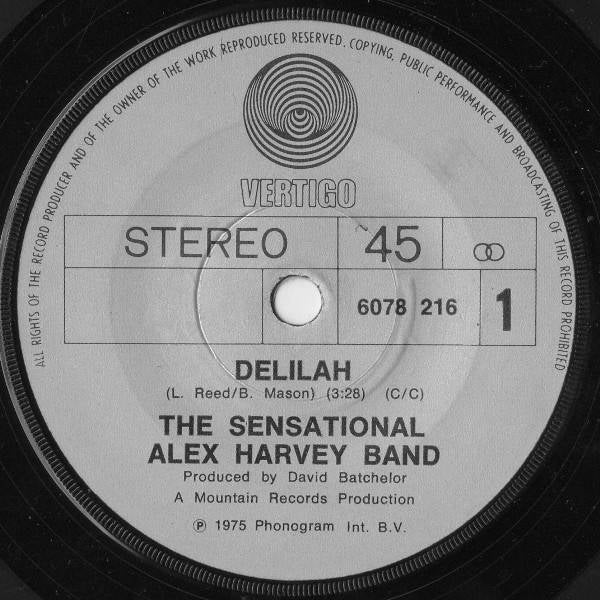 ALL RIGHTS OF THE RECORD PRODUCER AND OF THE OWNER OF THE WORK REPRODUCED RESERVED. COPYING, PUBLIC PERFORMANCE AND BROADCASTING OF THIS RECORD PROHIBITED
VERTIGO
STEREO 45
6078 216 1
DELILAH
(L. Reed/B. Mason) (3:28) (C/C)
THE SENSATIONAL
ALEX HARVEY BAND
Produced by David Batchelor
A Mountain Records Production
Ⓟ 1975 Phonogram Int. B.V.